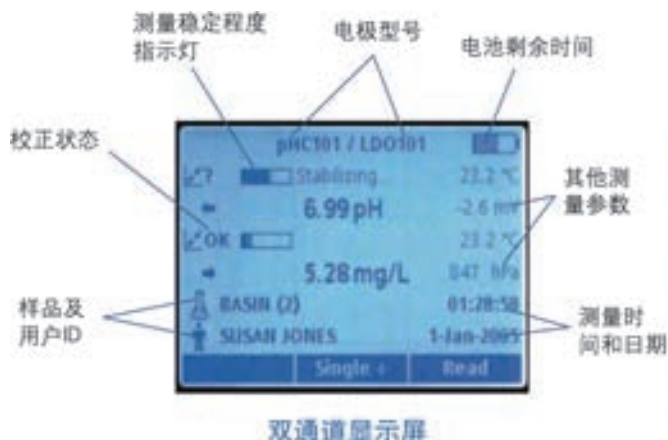 测量稳定程度
指示灯
电极型号
电池剩余时间
校正状态
pHC101 / LDO101
? Stabilizing... 23.2 °C
6.99 pH -2.6 mV
OK 23.2 °C
5.28 mg/L 847 hPa
BASIN (2) 01:28:58
SUSAN JONES 1-Jan-2005
Single Read
其他测
量参数
样品及
用户ID
测量时
间和日期
双通道显示屏